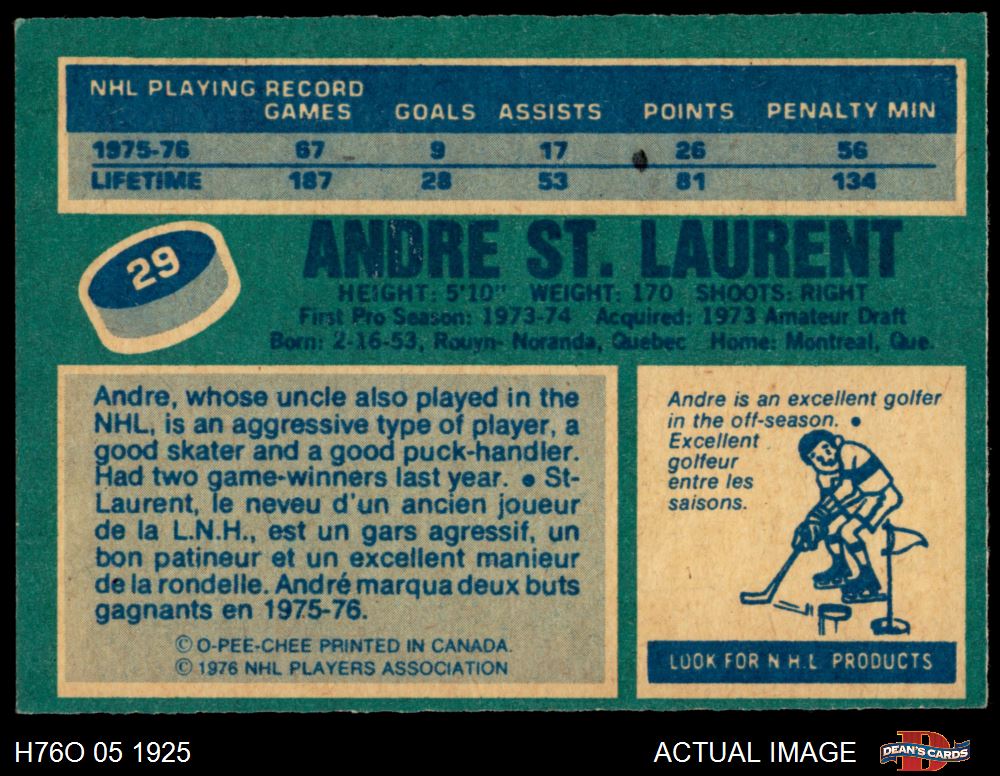 NHL PLAYING RECORD
GAMES GOALS ASSISTS POINTS PENALTY MIN
1975-76 67 9 17 26 56
LIFETIME 187 28 53 81 134
29
ANDRE ST. LAURENT
HEIGHT: 5'10" WEIGHT: 170 SHOOTS: RIGHT
First Pro Season: 1973-74 Acquired: 1973 Amateur Draft
Born: 2-16-53, Rouyn- Noranda, Quebec Home: Montreal, Que.
Andre, whose uncle also played in the
NHL, is an aggressive type of player, a
good skater and a good puck-handler.
Had two game-winners last year. ● St-
Laurent, le neveu d'un ancien joueur
de la L.N.H., est un gars agressif, un
bon patineur et un excellent manieur
de la rondelle. André marqua deux buts
gagnants en 1975-76.
© O-PEE-CHEE PRINTED IN CANADA.
© 1976 NHL PLAYERS ASSOCIATION
Andre is an excellent golfer
in the off-season. ●
Excellent
golfeur
entre les
saisons.
LOOK FOR N.H.L PRODUCTS
H76O 05 1925
ACTUAL IMAGE
DEAN'S CARDS